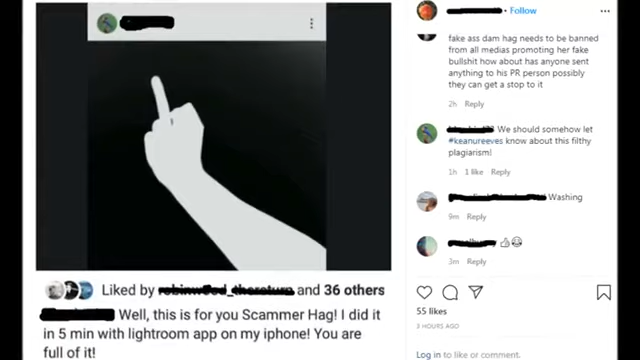 Liked by and 36 others
Well, this is for you Scammer Hag! I did it
in 5 min with lightroom app on my iphone! You are
full of it!
• Follow
fake ass dam hag needs to be banned
from all medias promoting her fake
bullshit how about has anyone sent
anything to his PR person possibly
they can get a stop to it
2h Reply
We should somehow let
#keanureeves know about this filthy
plagiarism!
1h 1 like Reply
Washing
9m Reply
3m Reply
55 likes
3 HOURS AGO
Log in to like or comment.